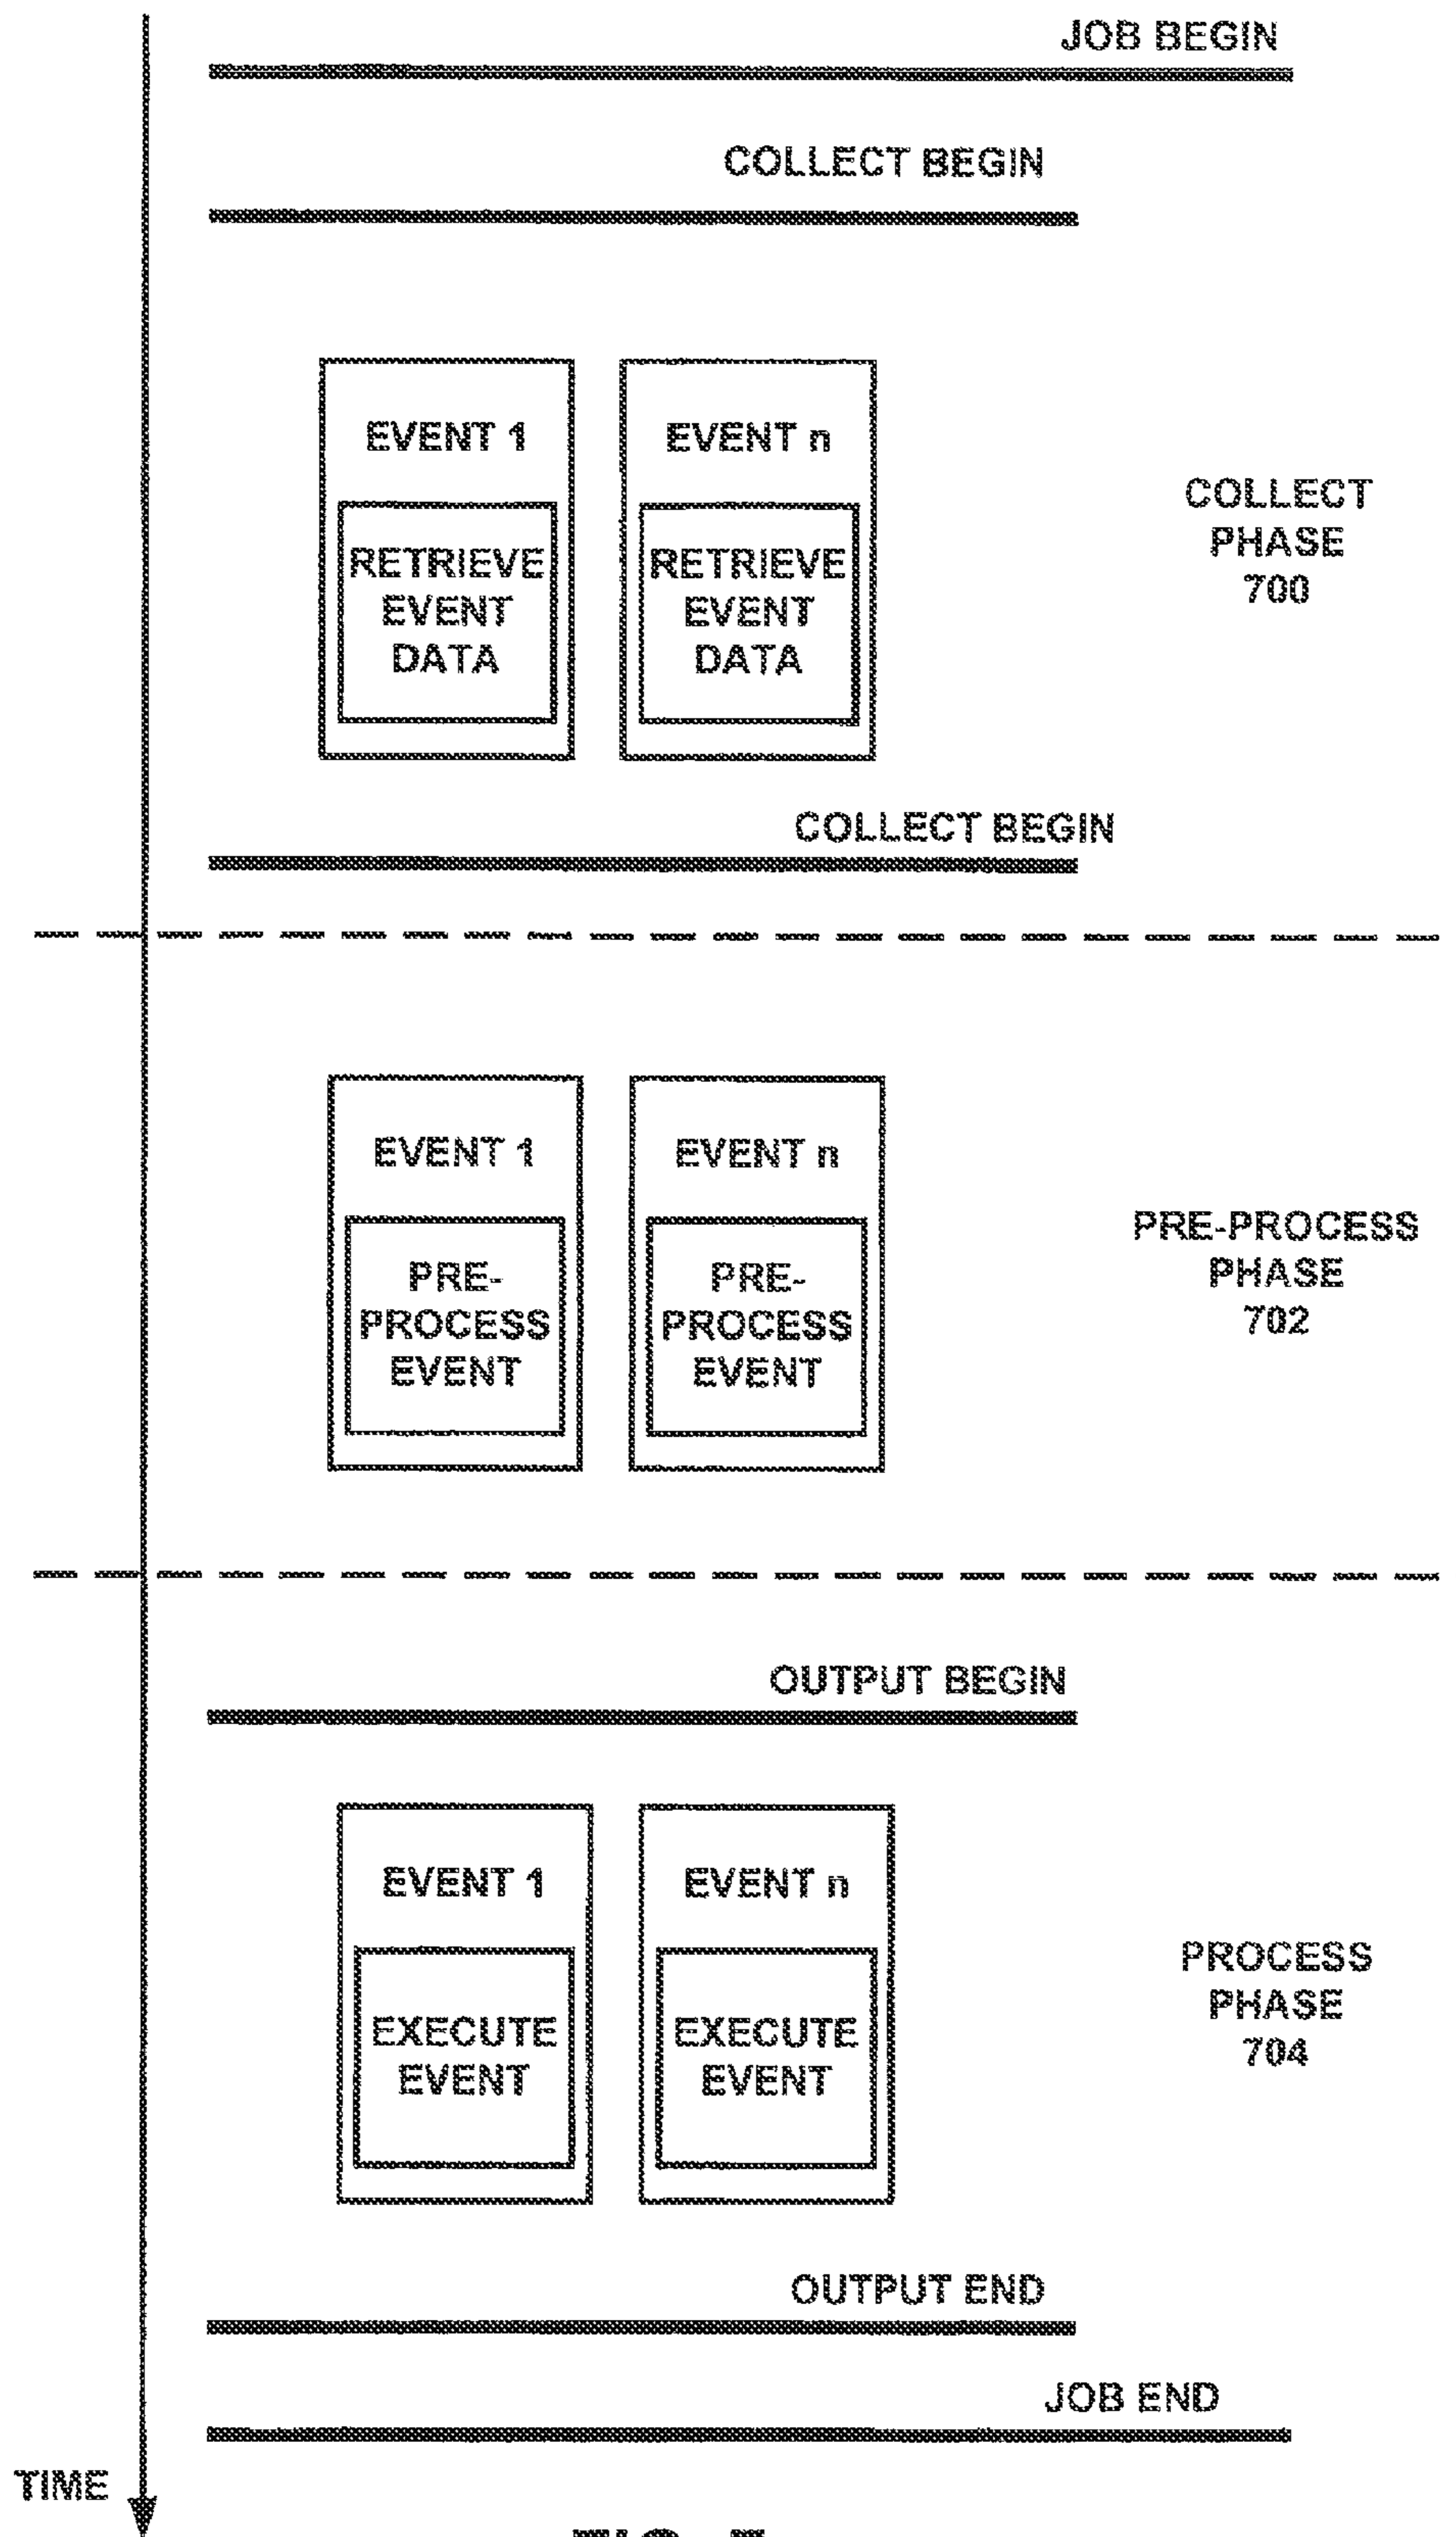 JOB BEGIN
COLLECT BEGIN
EVENT 1
EVENT n
RETRIEVE
EVENT
DATA
RETRIEVE
EVENT
DATA
COLLECT
PHASE
700
COLLECT BEGIN
EVENT 1
EVENT n
PRE-
PROCESS
EVENT
PRE-
PROCESS
EVENT
PRE-PROCESS
PHASE
702
OUTPUT BEGIN
EVENT 1
EVENT n
EXECUTE
EVENT
EXECUTE
EVENT
PROCESS
PHASE
704
OUTPUT END
JOB END
TIME